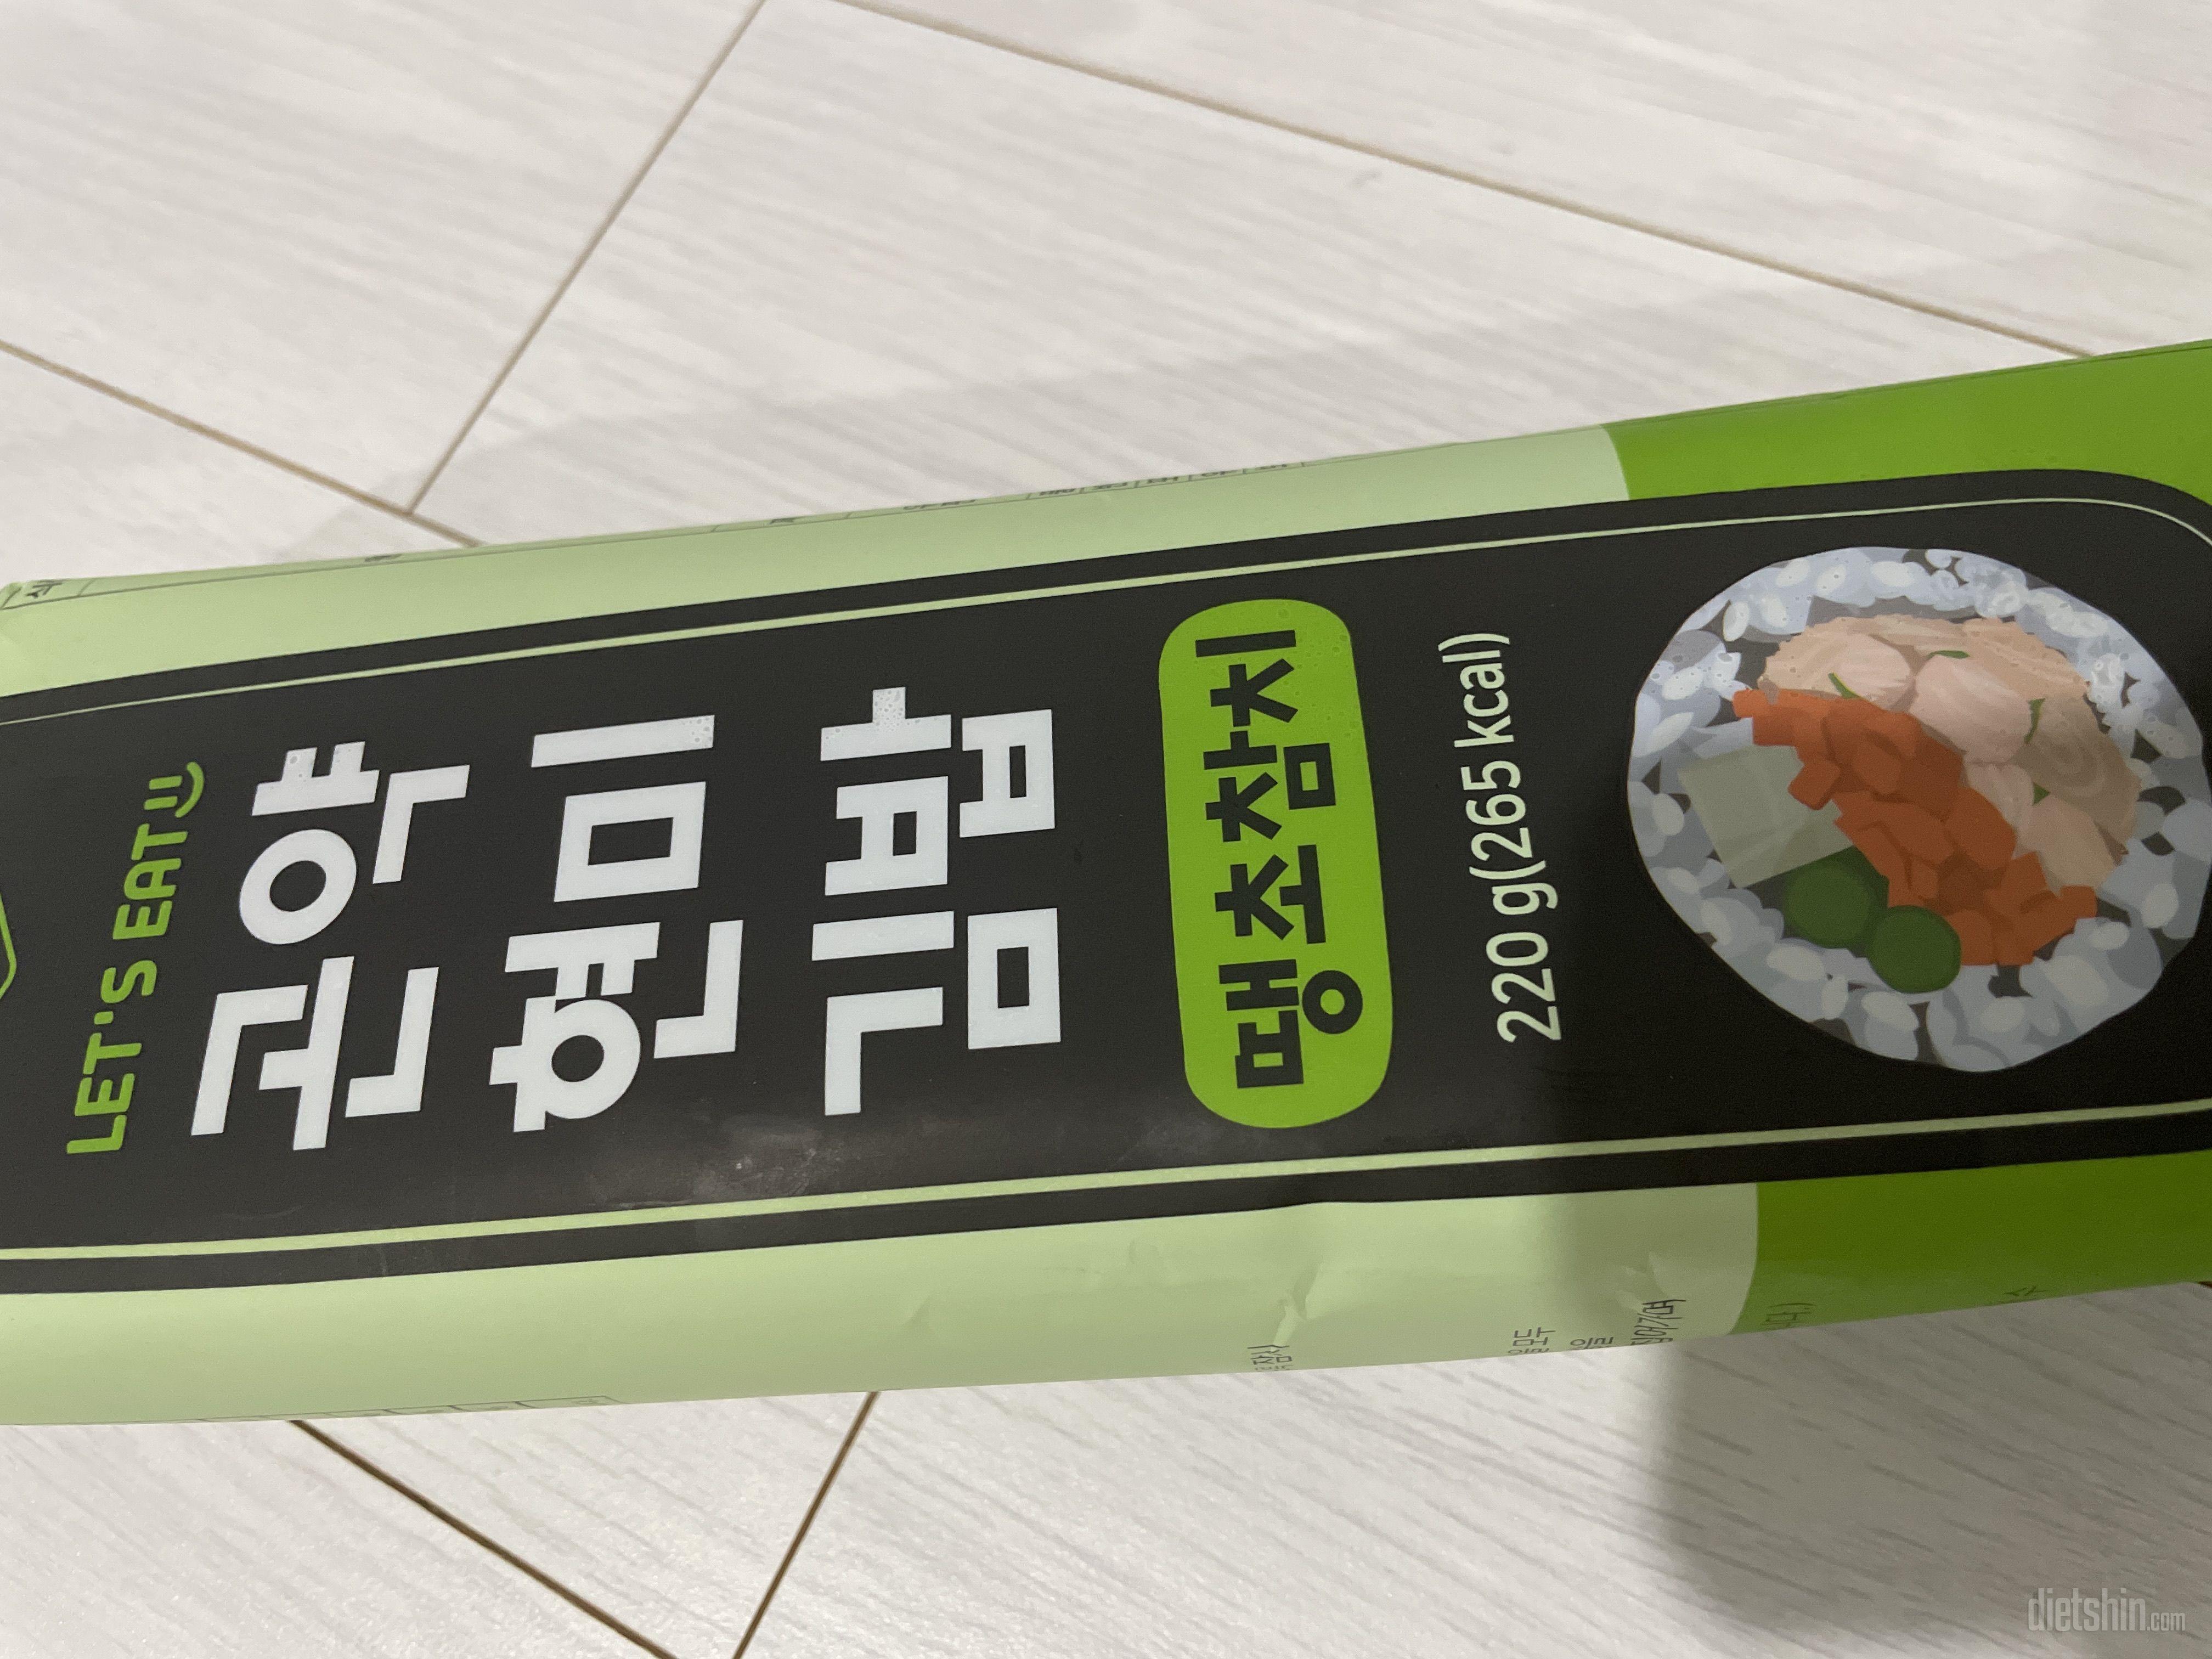 LET'S EAT
곤약
현미
김밥
땡초참치
220 g(265 kcal)
dietshin.com